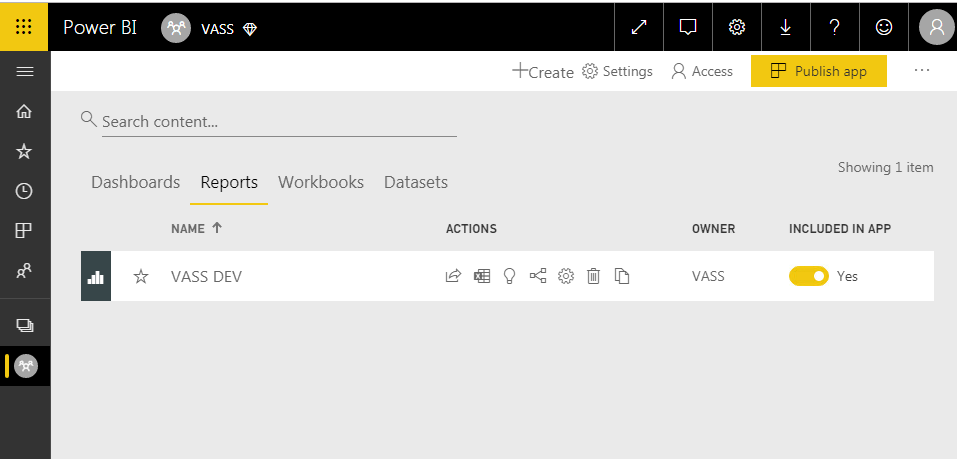 Power BI VASS ?
Create Settings Access Publish app ...
Search content...
Showing 1 item
Dashboards Reports Workbooks Datasets
NAME ACTIONS OWNER INCLUDED IN APP
VASS DEV VASS Yes